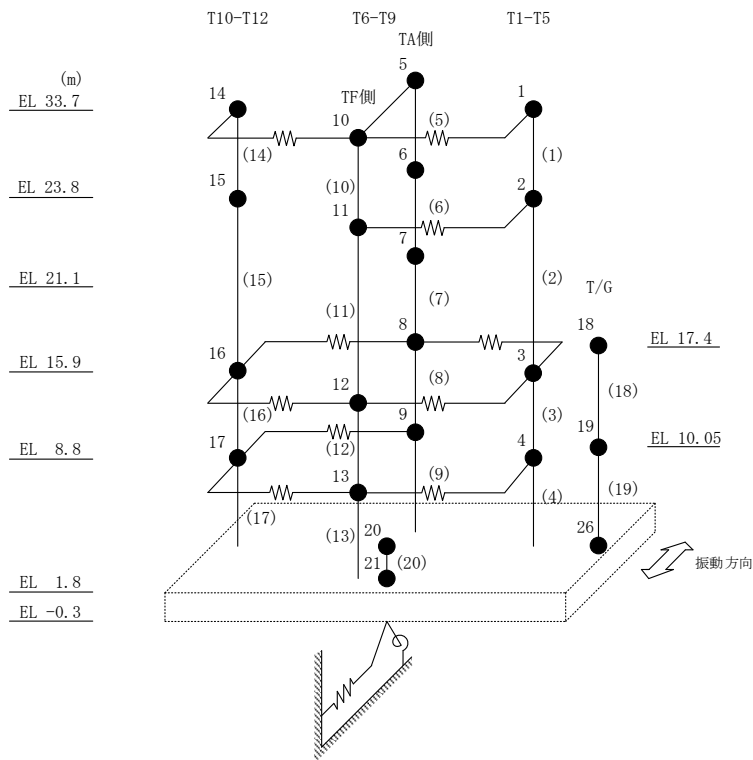 T10-T12 T6-T9 T1-T5
TA側
(m) 5
EL 33.7 14 TF側 1
10 (5)
(14) 6 (1)
EL 23.8 15 (10) 2
11 (6)
7
EL 21.1 (15) (7) (2) T/G
(11)
8 18 EL 17.4
EL 15.9 16 3
12 (8) (18)
(16) 9 (3) 19
EL 8.8 17 (12) 4 EL 10.05
13 (9)
(17) (4) (19)
(13) 20 26
21 (20) 振動方向
EL 1.8
EL -0.3